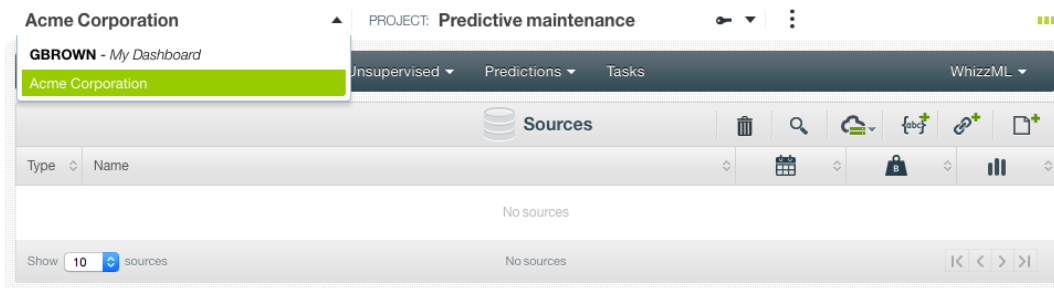 Acme Corporation PROJECT: Predictive maintenance
GBROWN - My Dashboard
Acme Corporation
Unsupervised Predictions Tasks WhizzML
Sources {abc}
Type Name B
No sources
Show 10 sources No sources